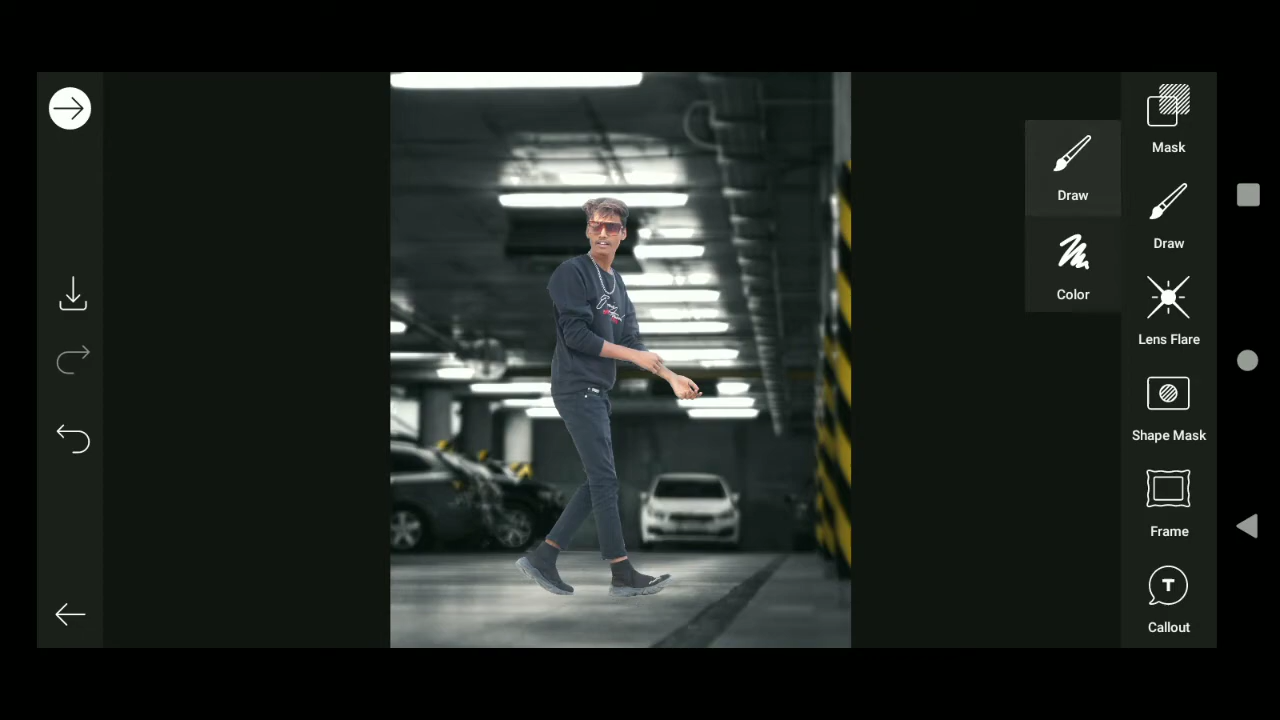 Mask
Draw
Draw
Color
Lens Flare
Shape Mask
Frame
T
Callout